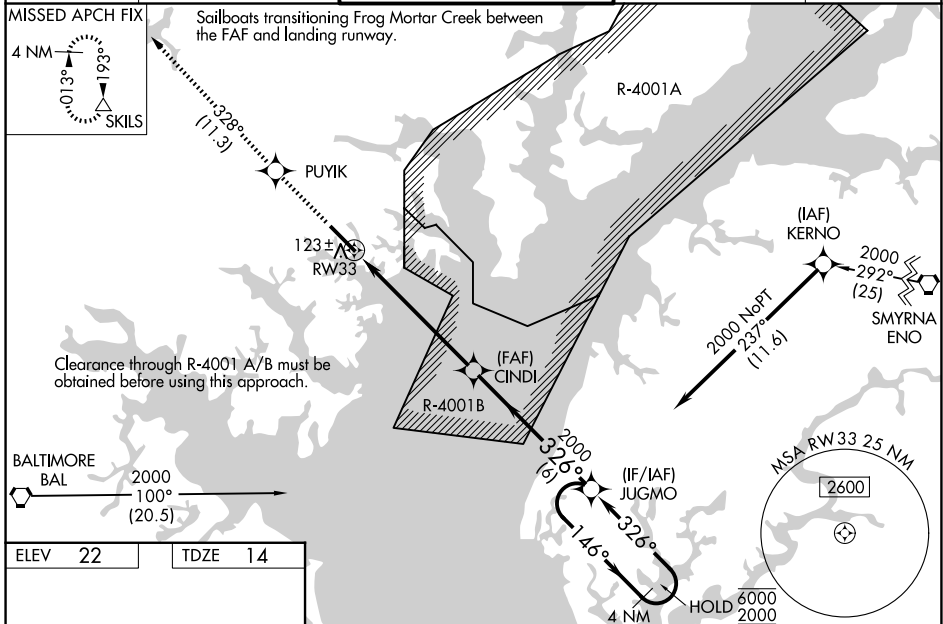 MISSED APCH FIX
4 NM
013°
193°
SKILS
Sailboats transitioning Frog Mortar Creek between
the FAF and landing runway.
R-4001A
328°
(11.3)
PUYIK
123±
RW33
(IAF)
KERNO
2000
292°
(25)
SMYRNA
ENO
2000 NoPT
237°
(11.6)
Clearance through R-4001 A/B must be
obtained before using this approach.
(FAF)
CINDI
R-4001B
2000
326°
(6)
(IF/IAF)
JUGMO
326°
146°
4 NM
HOLD
6000
2000
MSA RW33 25 NM
2600
BALTIMORE
BAL
2000
100°
(20.5)
ELEV 22
TDZE 14